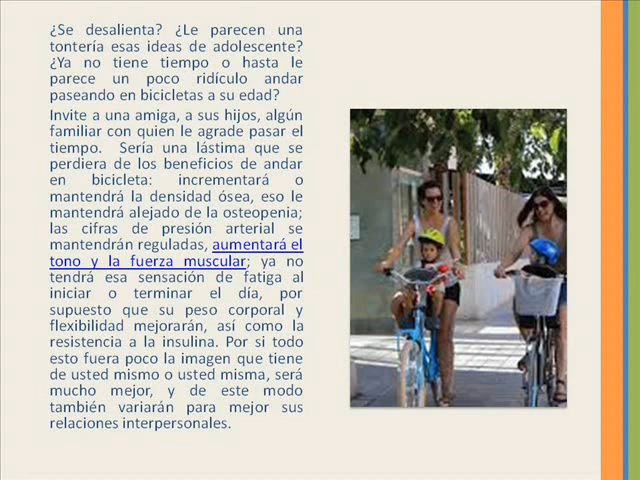 ¿Se desalienta? ¿Le parecen una
tontería esas ideas de adolescente?
¿Ya no tiene tiempo o hasta le
parece un poco ridículo andar
paseando en bicicletas a su edad?
Invite a una amiga, a sus hijos, algún
familiar con quien le agrade pasar el
tiempo. Sería una lástima que se
perdiera de los beneficios de andar
en bicicleta: incrementará o
mantendrá la densidad ósea, eso le
mantendrá alejado de la osteopenia;
las cifras de presión arterial se
mantendrán reguladas, aumentará el
tono y la fuerza muscular; ya no
tendrá esa sensación de fatiga al
iniciar o terminar el día, por
supuesto que su peso corporal y
flexibilidad mejorarán, así como la
resistencia a la insulina. Por si todo
esto fuera poco la imagen que tiene
de usted mismo o usted misma, será
mucho mejor, y de este modo
también variarán para mejor sus
relaciones interpersonales.